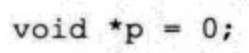 void *p = 0;